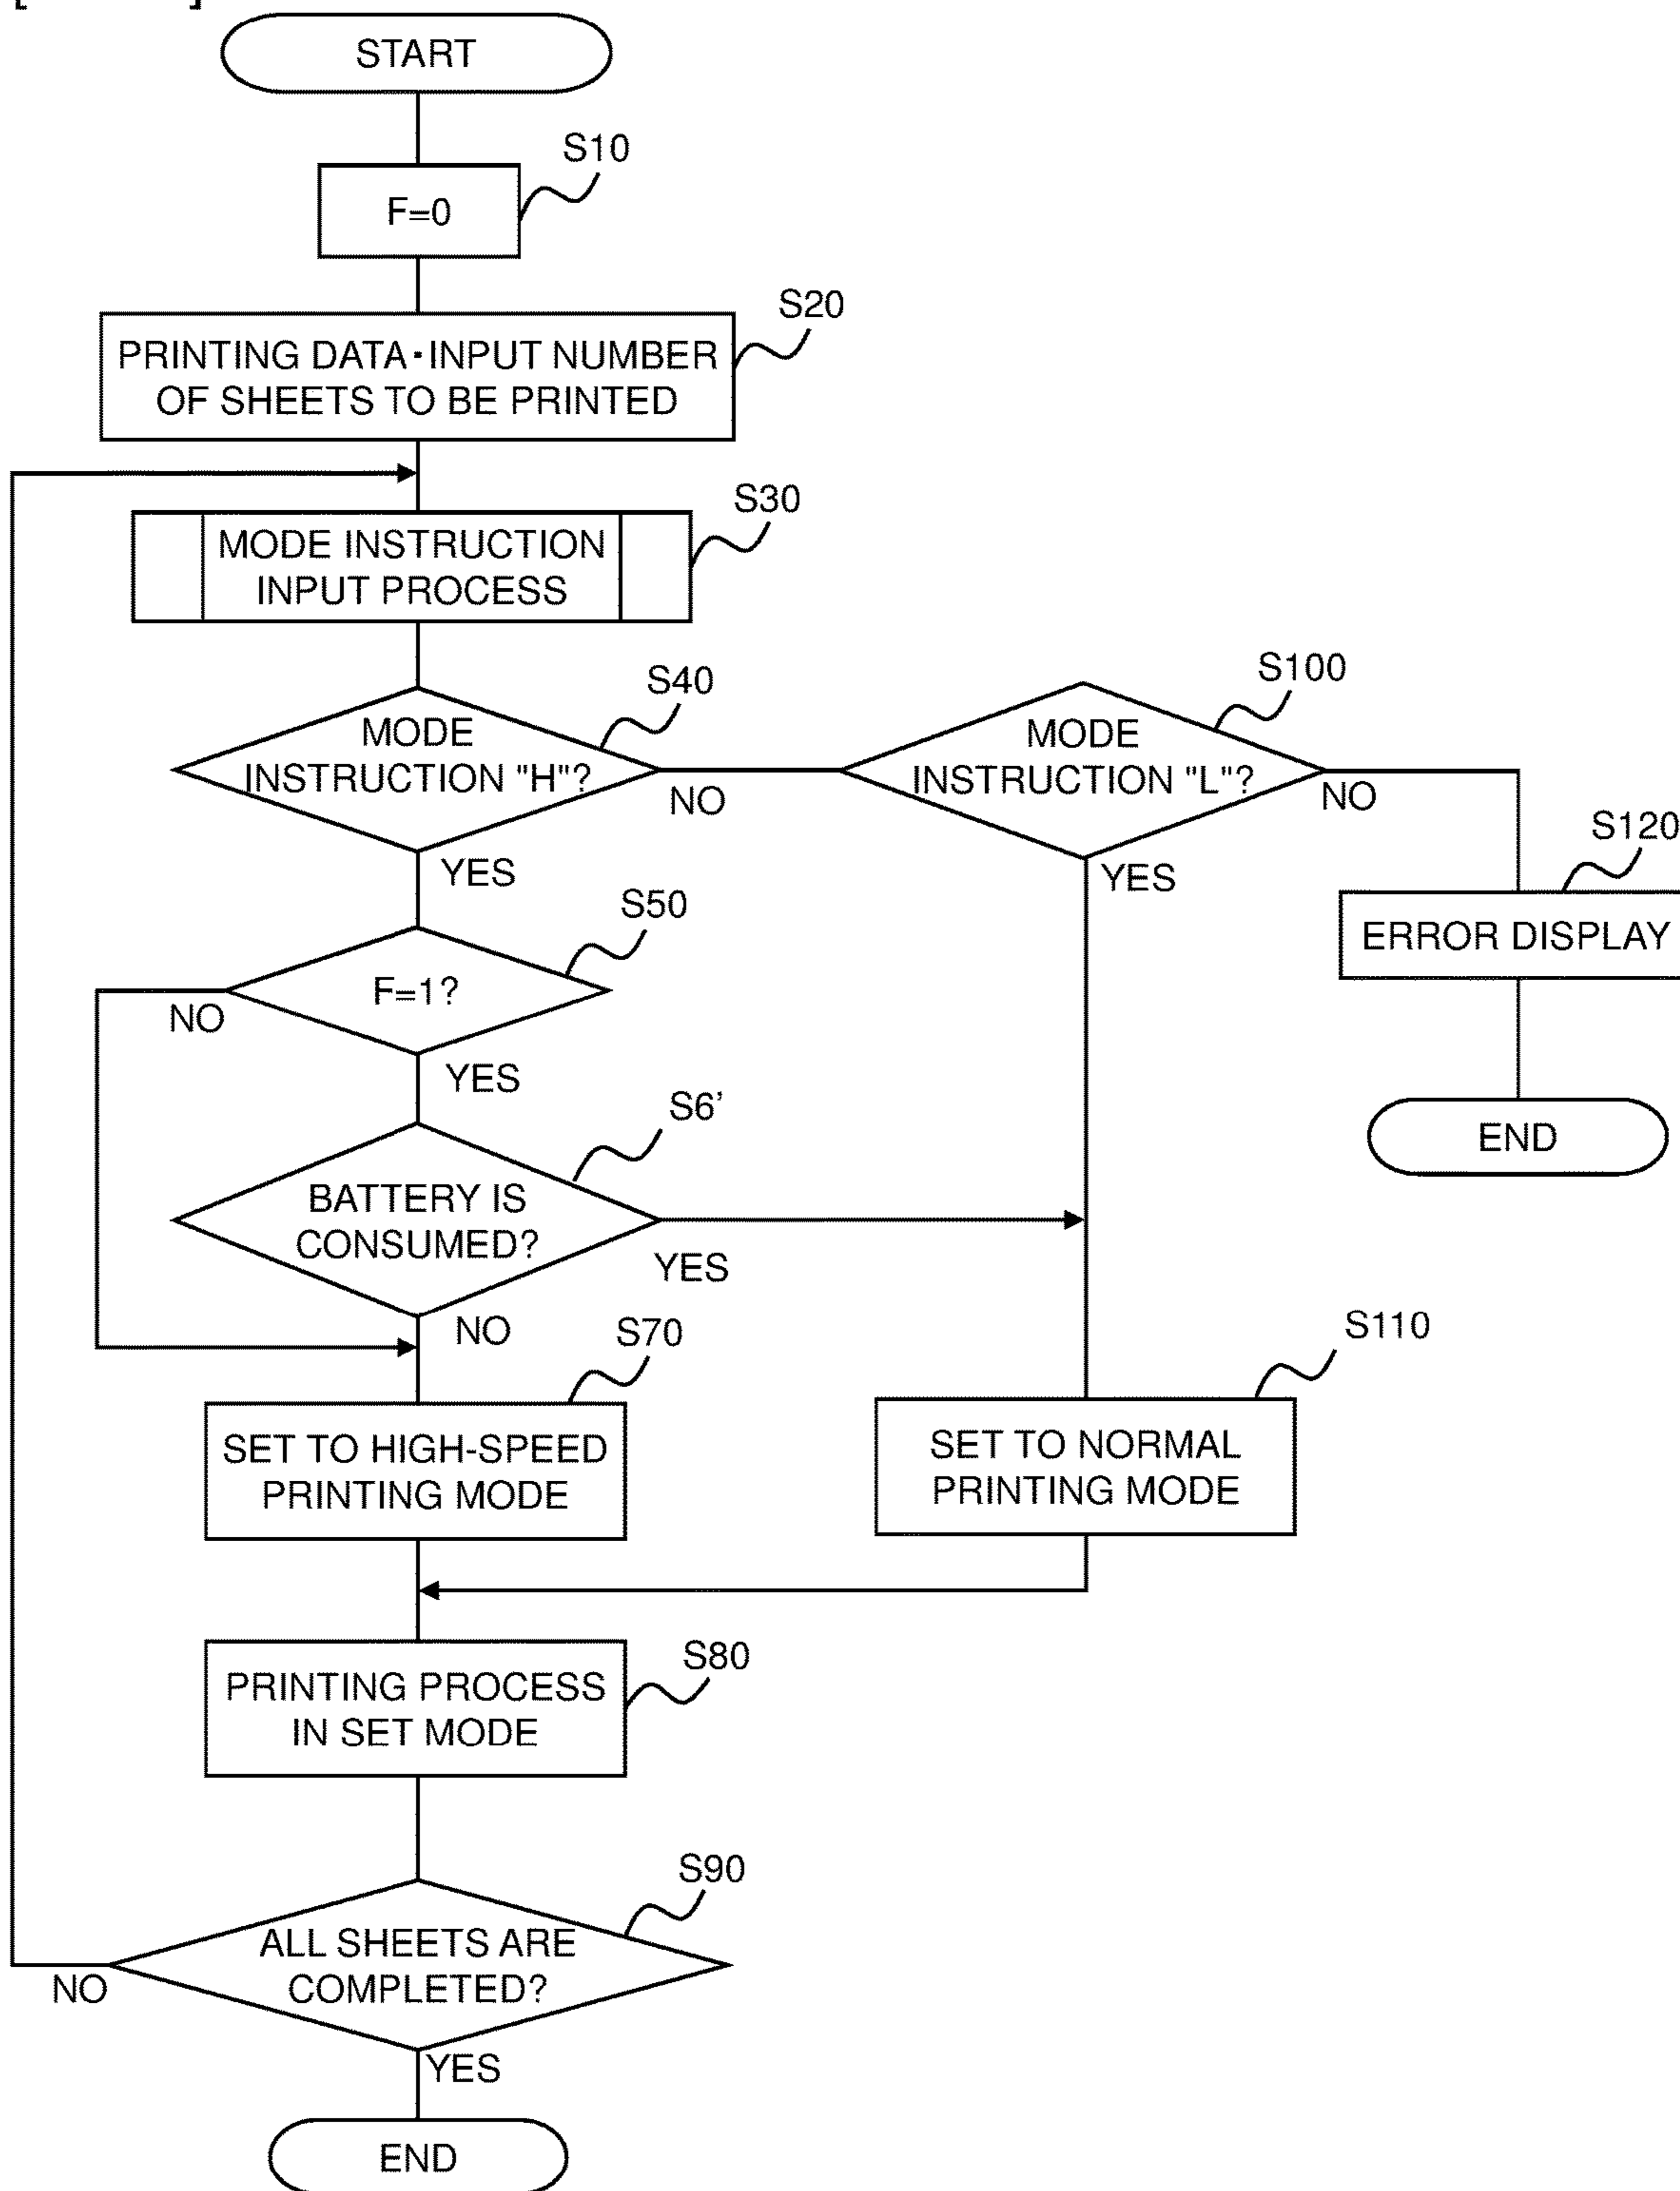 START
S10
F=0
S20
PRINTING DATA·INPUT NUMBER
OF SHEETS TO BE PRINTED
S30
MODE INSTRUCTION
INPUT PROCESS
S40
MODE
INSTRUCTION "H"?
NO
YES
S100
MODE
INSTRUCTION "L"?
NO
YES
S120
ERROR DISPLAY
END
S50
F=1?
NO
YES
S6’
BATTERY IS
CONSUMED?
YES
NO
S70
SET TO HIGH-SPEED
PRINTING MODE
S110
SET TO NORMAL
PRINTING MODE
S80
PRINTING PROCESS
IN SET MODE
S90
ALL SHEETS ARE
COMPLETED?
NO
YES
END